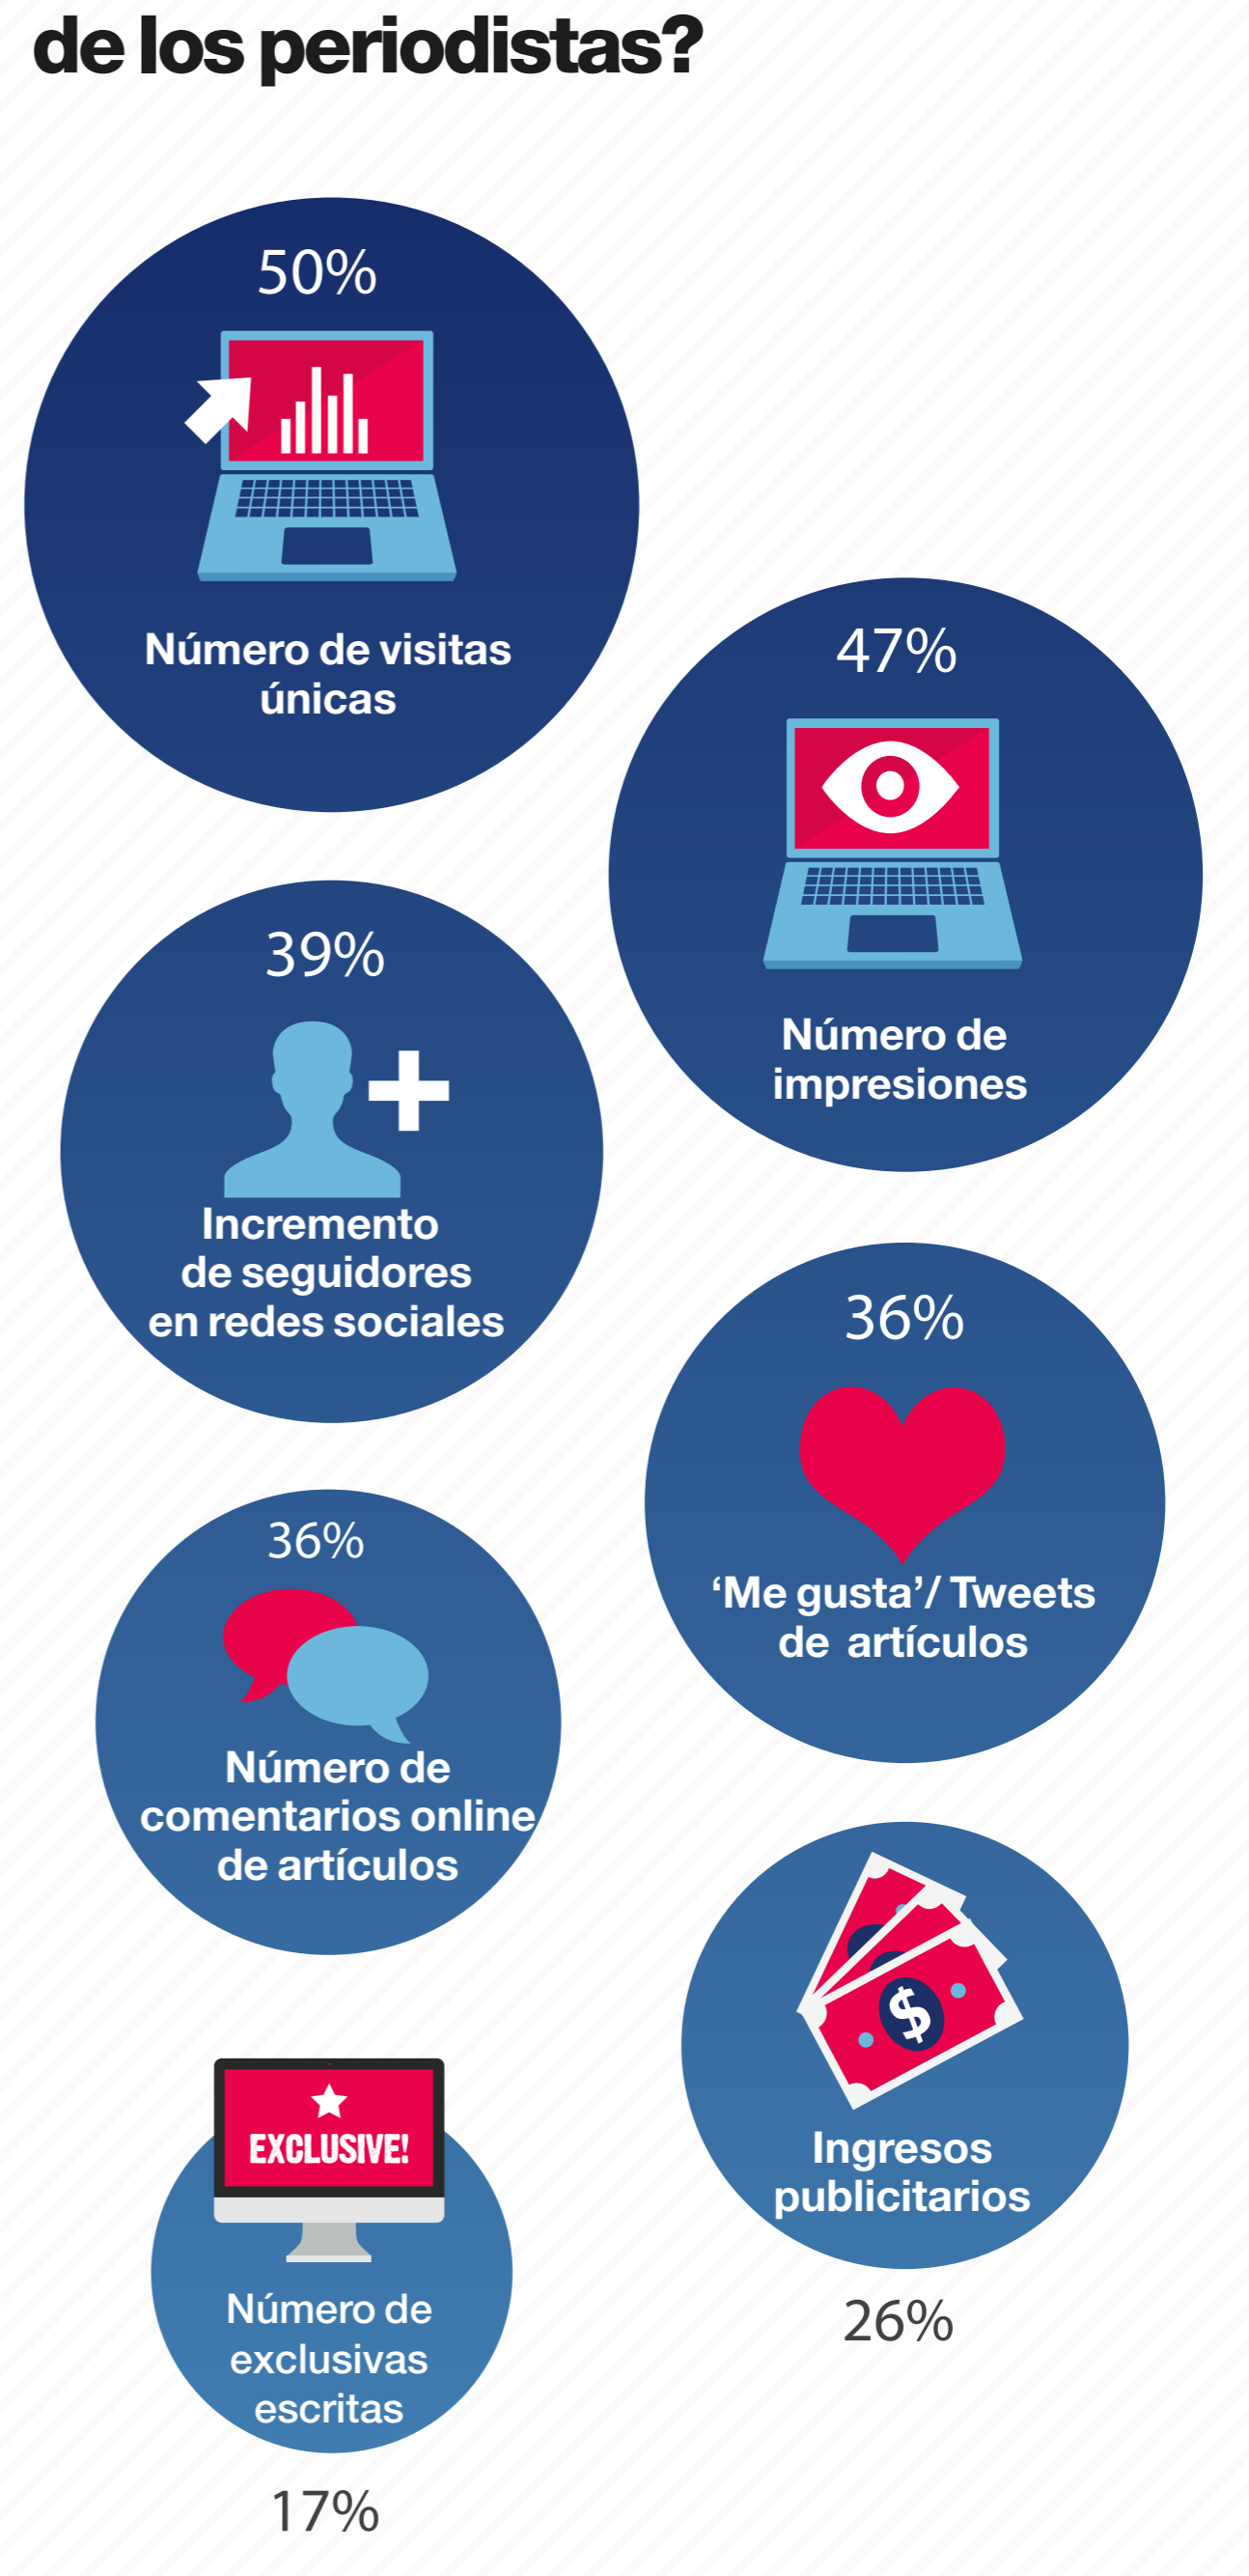 de los periodistas?
50%
Número de visitas
únicas
47%
Número de
impresiones
39%
Incremento
de seguidores
en redes sociales
36%
‘Me gusta’/ Tweets
de artículos
36%
Número de
comentarios online
de artículos
$
Ingresos
publicitarios
26%
EXCLUSIVE!
Número de
exclusivas
escritas
17%